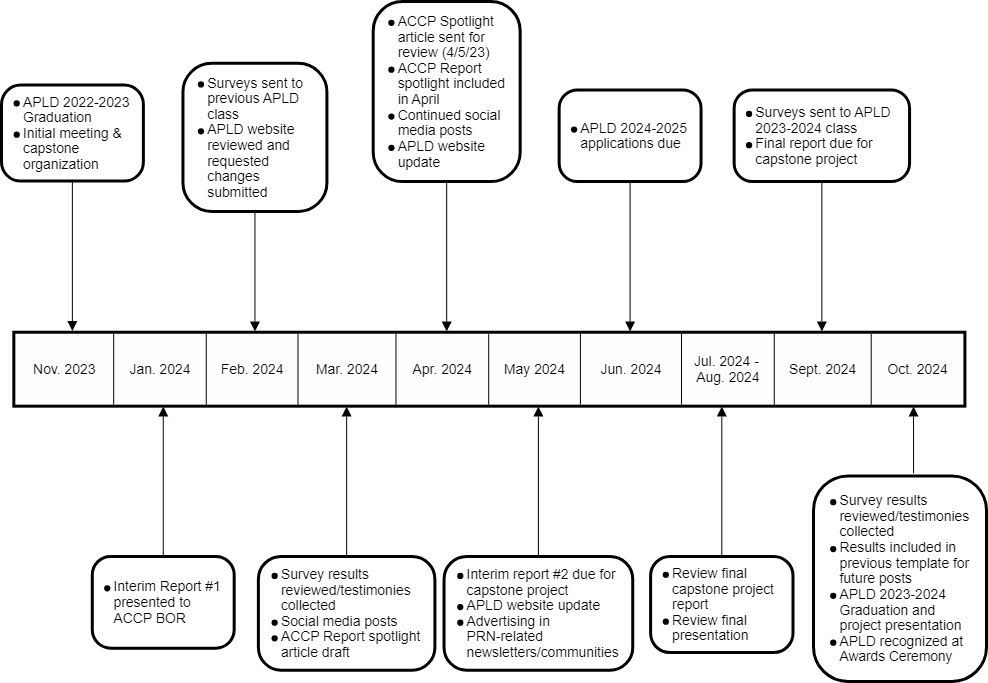 ● APLD 2022-2023
Graduation
● Initial meeting &
capstone
organization
● Surveys sent to
previous APLD
class
● APLD website
reviewed and
requested
changes
submitted
● ACCP Spotlight
article sent for
review (4/5/23)
● ACCP Report
spotlight included
in April
● Continued social
media posts
● APLD website
update
● APLD 2024-2025
applications due
● Surveys sent to APLD
2023-2024 class
● Final report due for
capstone project
Nov. 2023
Jan. 2024
Feb. 2024
Mar. 2024
Apr. 2024
May 2024
Jun. 2024
Jul. 2024 -
Aug. 2024
Sept. 2024
Oct. 2024
● Interim Report #1
presented to
ACCP BOR
● Survey results
reviewed/testimonies
collected
● Social media posts
● ACCP Report spotlight
article draft
● Interim report #2 due for
capstone project
● APLD website update
● Advertising in
PRN-related
newsletters/communities
● Review final
capstone project
report
● Review final
presentation
● Survey results
reviewed/testimonies
collected
● Results included in
previous template for
future posts
● APLD 2023-2024
Graduation and
project presentation
● APLD recognized at
Awards Ceremony